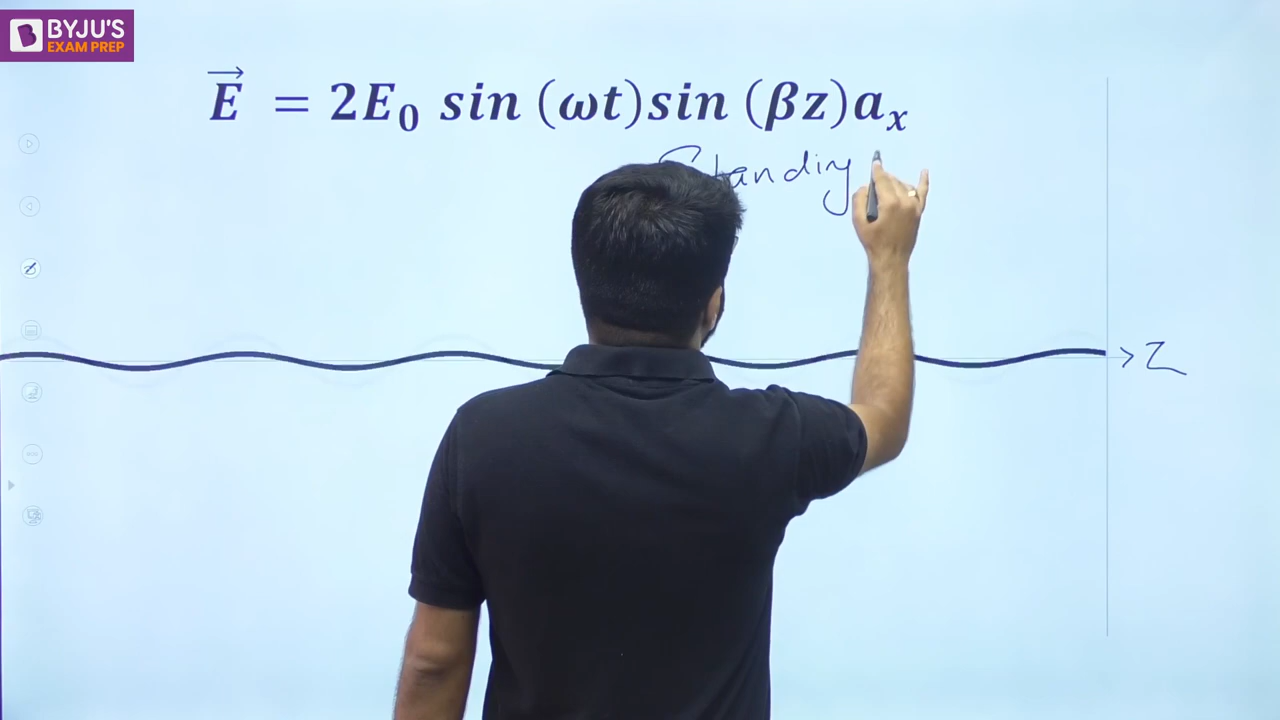 BYJU'S
EXAM PREP
E⃗ = 2E₀ sin (ωt)sin (βz)aₓ
Standing
Z